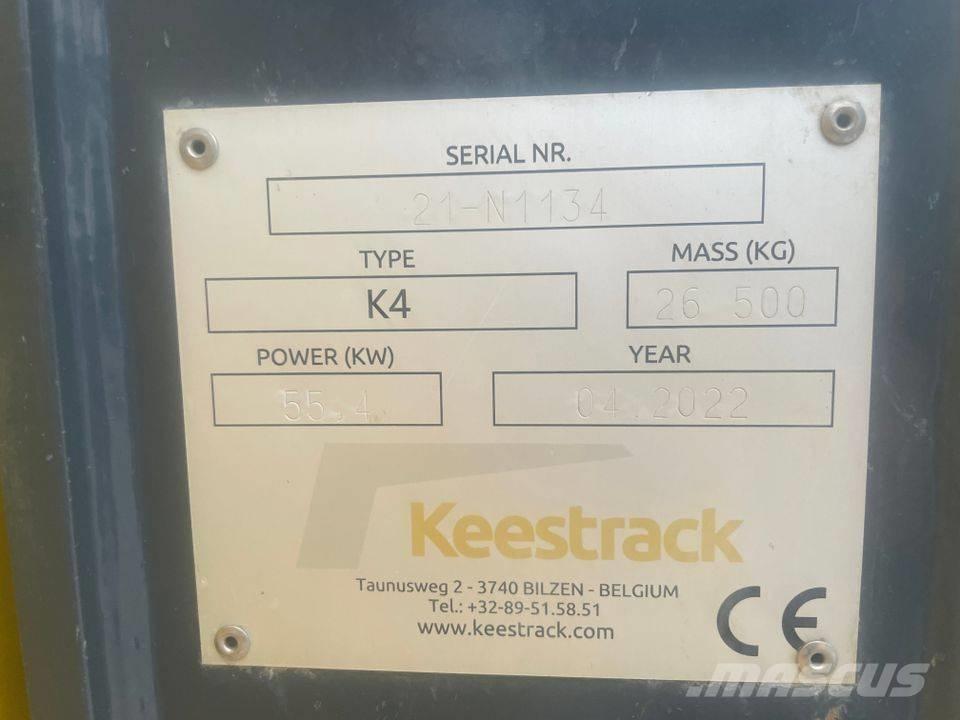 SERIAL NR.
21-N1134
TYPE
MASS (KG)
K4
26 500
POWER (KW)
YEAR
55.4
04.2022
Keestrack
Taunusweg 2 - 3740 BILZEN - BELGIUM
Tel.: +32-89-51.58.51
www.keestrack.com
CE
MASCUS